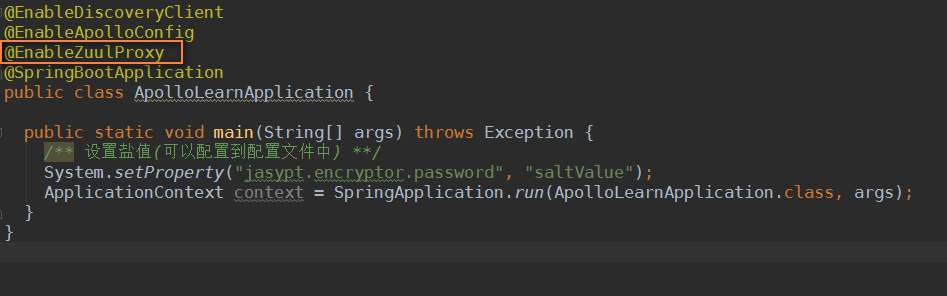 @EnableDiscoveryClient
@EnableApolloConfig
@EnableZuulProxy
@SpringBootApplication
public class ApolloLearnApplication {
public static void main(String[] args) throws Exception {
/** 设置盐值(可以配置到配置文件中) **/
System.setProperty("jasypt.encryptor.password", "saltValue");
ApplicationContext context = SpringApplication.run(ApolloLearnApplication.class, args);
}
}